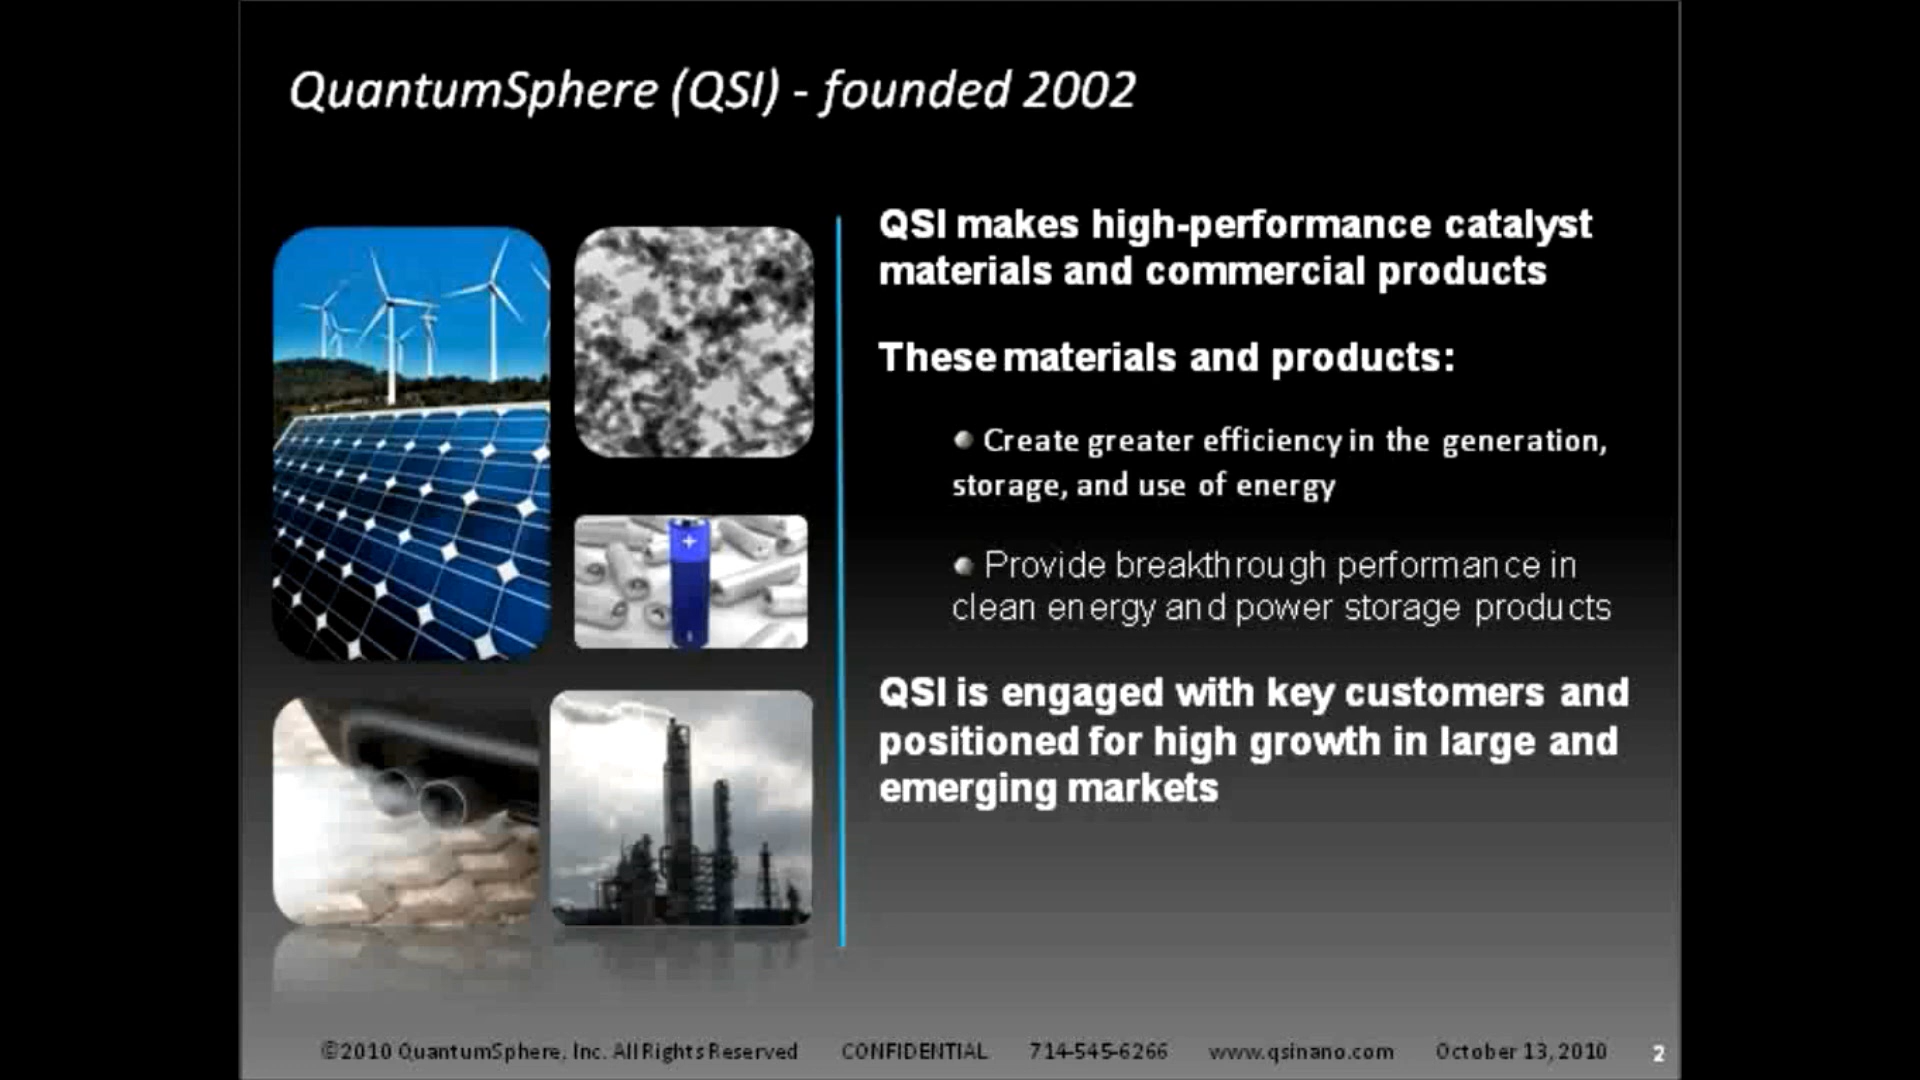 QuantumSphere (QSI) - founded 2002
QSI makes high-performance catalyst
materials and commercial products
These materials and products:
Create greater efficiency in the generation,
storage, and use of energy
Provide breakthrough performance in
clean energy and power storage products
QSI is engaged with key customers and
positioned for high growth in large and
emerging markets
+
©2010 QuantumSphere, Inc. All Rights Reserved CONFIDENTIAL 714-545-6266 www.qsinano.com October 13, 2010 2